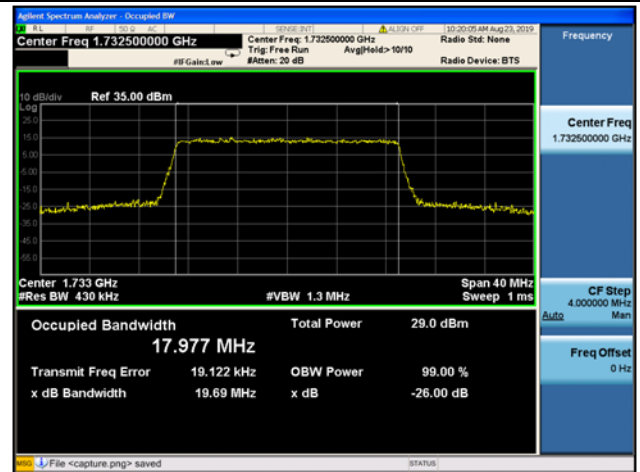 Agilent Spectrum Analyzer - Occupied BW
RL RF 50 Ω AC SENSE:INT ALIGN OFF 10:20:05 AM Aug 23, 2019
Center Freq 1.732500000 GHz Center Freq: 1.732500000 GHz Radio Std: None
Trig: Free Run Avg|Hold:> 10/10
#IFGain:Low #Atten: 20 dB Radio Device: BTS
10 dB/div Ref 35.00 dBm
Log
25.0
15.0
5.00
-5.00
-15.0
-25.0
-35.0
-45.0
-55.0
Center 1.733 GHz Span 40 MHz
#Res BW 430 kHz #VBW 1.3 MHz Sweep 1 ms
Occupied Bandwidth Total Power 29.0 dBm
17.977 MHz
Transmit Freq Error 19.122 kHz OBW Power 99.00 %
x dB Bandwidth 19.69 MHz x dB -26.00 dB
MSG File <capture.png> saved STATUS
Frequency
Center Freq
1.732500000 GHz
CF Step
4.000000 MHz
Auto Man
Freq Offset
0 Hz